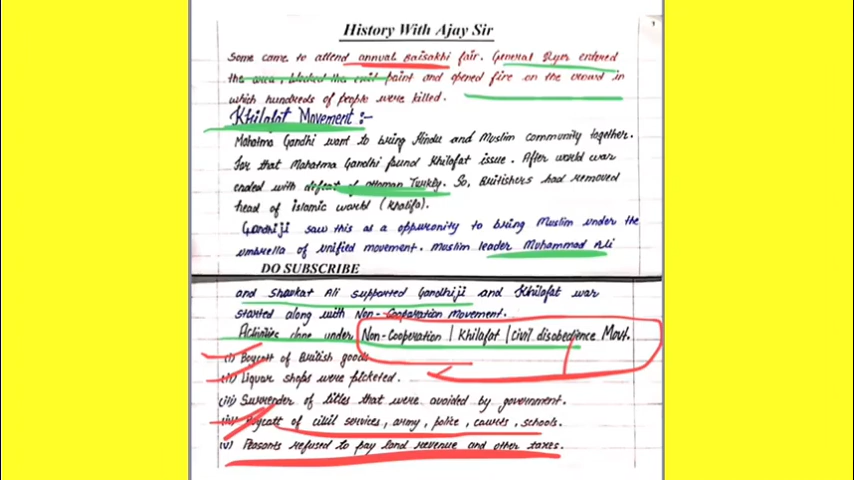 History With Ajay Sir
Some come to attend annual Baisakhi fair. General Dyer entered
the area, blocked the exit point and opened fire on the crowd in
which hundreds of people were killed.
Khilafat Movement :-
Mahatma Gandhi want to bring Hindu and Muslim community together.
For that Mahatma Gandhi found Khilafat issue. After world war
ended with defeat of ottoman Turkey. So, Britishers had removed
head of islamic world (Khalifa).
Gandhiji saw this as a oppurunity to bring Muslim under the
umbrella of unified movement. Muslim leader Muhammad Ali
DO SUBSCRIBE
and Shaukat Ali supported Gandhiji and Khilafat war
started along with Non-Cooperation Movement.
Activities done under Non-Cooperation | Khilafat | civil disobedience Movt.
(i) Boycott of British goods
(ii) Liquar shops were picketed.
(iii) Surrender of titles that were avoided by government.
(iv) Boycatt of civil services, army, police, courts, schools.
(v) Peasants refused to pay land revenue and other taxes.